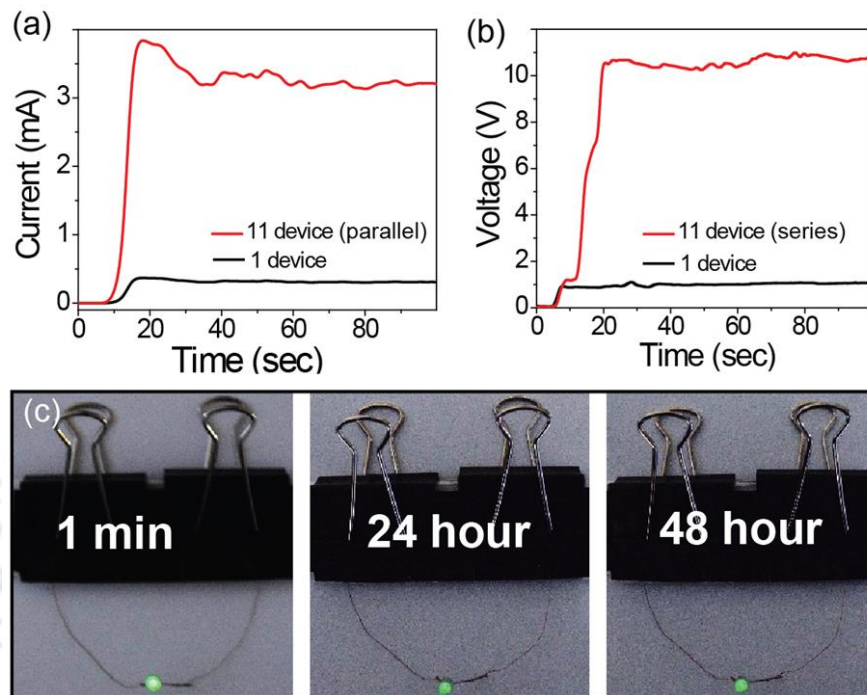 (a)
Current (mA)
3
2
1
0
11 device (parallel)
1 device
0 20 40 60 80
Time (sec)
(b)
Voltage (V)
10
8
6
4
2
0
11 device (series)
1 device
0 20 40 60 80
Time (sec)
(c)
1 min
24 hour
48 hour